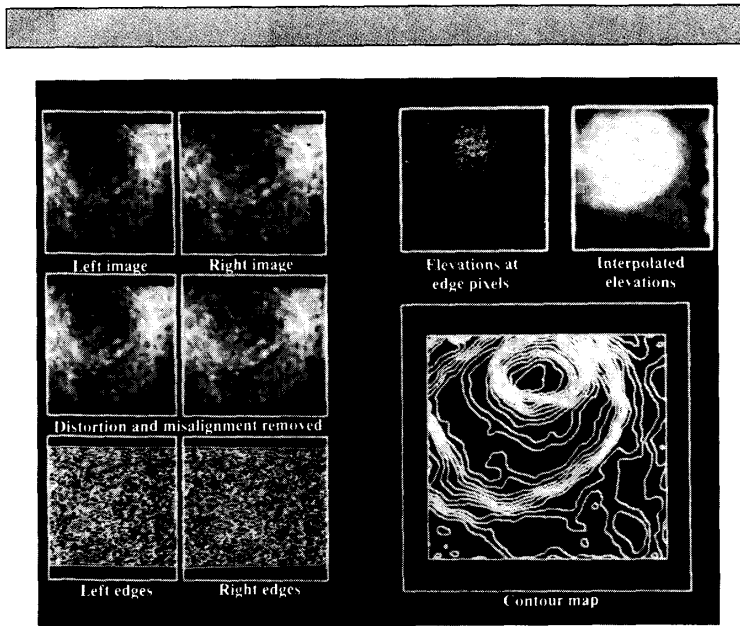 Left image
Right image
Distortion and misalignment removed
Left edges
Right edges
Elevations at
edge pixels
Interpolated
elevations
Contour map